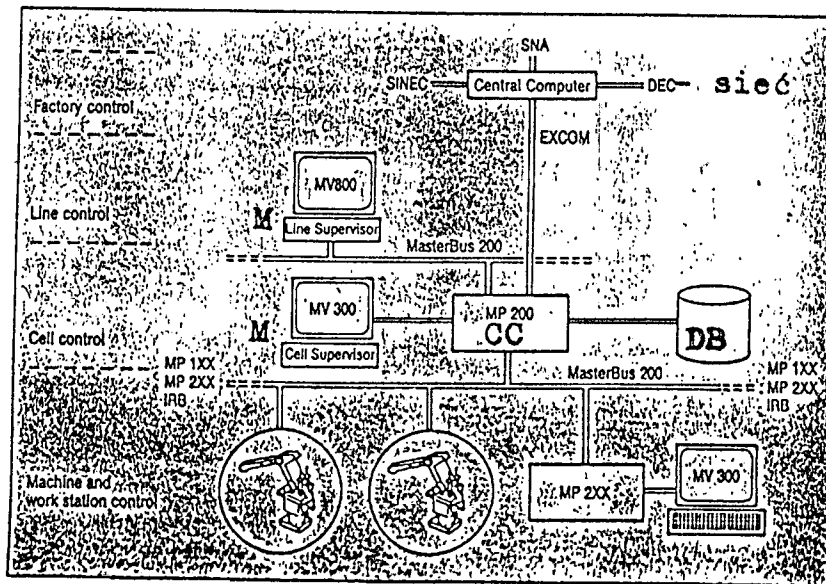 SNA
SINEC Central Computer DEC sieć
Factory control
EXCOM
MV800
Line control
M Line Supervisor
MasterBus 200
MV 300 MP 200
CC DB
Cell control
M Cell Supervisor
MP 1XX
MP 2XX
IRB
MasterBus 200
MP 1XX
MP 2XX
IRB
Machine and
work station control
MP 2XX
MV 300